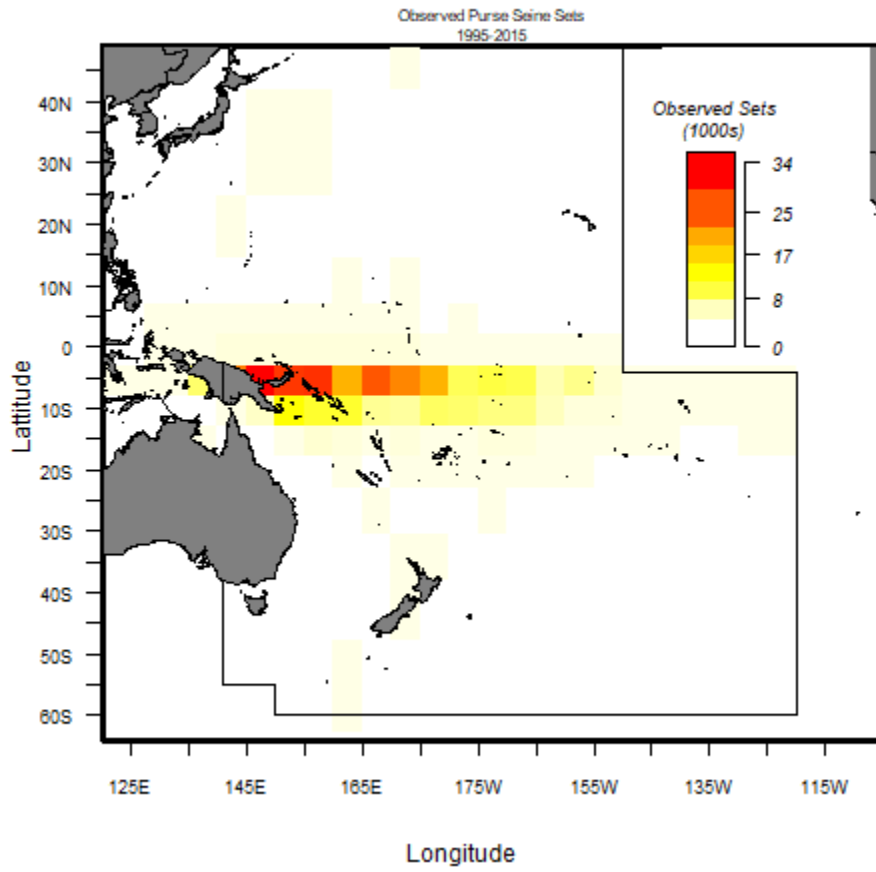 Observed Purse Seine Sets
1995-2015
Observed Sets
(1000s)
34
25
17
8
0
40N
30N
20N
10N
0
10S
20S
30S
40S
50S
60S
Lattitude
125E 145E 165E 175W 155W 135W 115W
Longitude